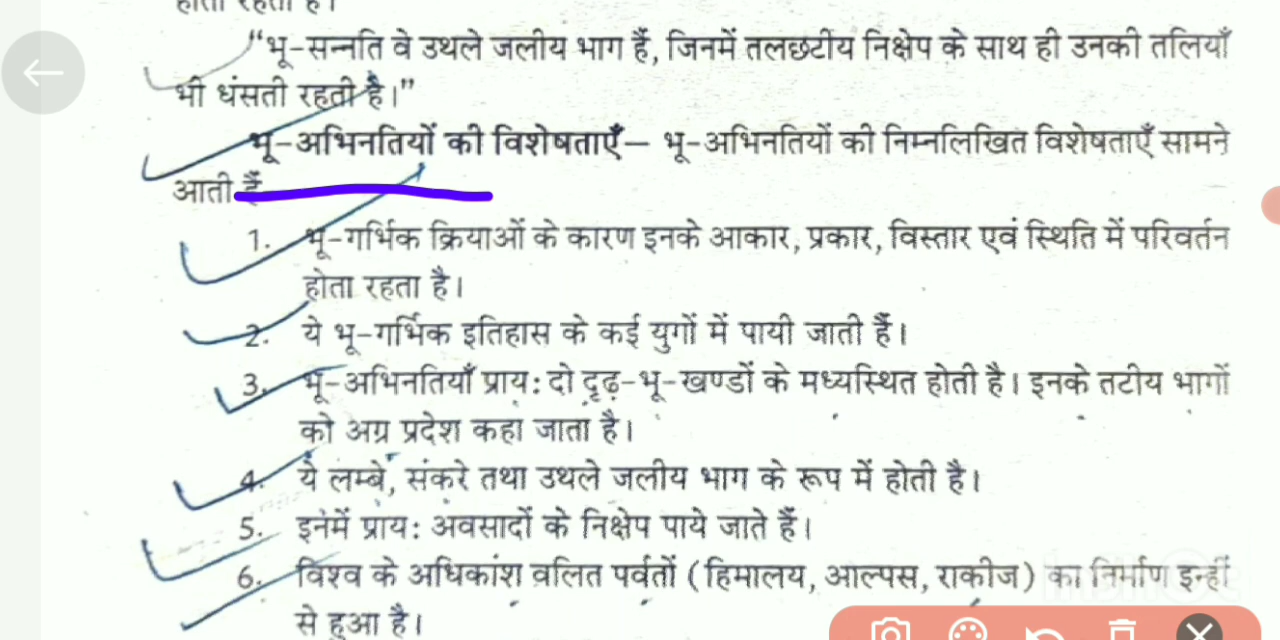 होता रहता है।
"भू-सन्नति वे उथले जलीय भाग हैं, जिनमें तलछटीय निक्षेप के साथ ही उनकी तलियाँ
भी धंसती रहती है।"
भू-अभिनतियों की विशेषताएँ— भू-अभिनतियों की निम्नलिखित विशेषताएँ सामने
आती हैं
1. भू-गर्भिक क्रियाओं के कारण इनके आकार, प्रकार, विस्तार एवं स्थिति में परिवर्तन
होता रहता है।
2. ये भू-गर्भिक इतिहास के कई युगों में पायी जाती हैं।
3. भू-अभिनतियाँ प्राय: दो दृढ़-भू-खण्डों के मध्यस्थित होती है। इनके तटीय भागों
को अग्र प्रदेश कहा जाता है।
4. ये लम्बे, संकरे तथा उथले जलीय भाग के रूप में होती है।
5. इनमें प्राय: अवसादों के निक्षेप पाये जाते हैं।
6. विश्व के अधिकांश वलित पर्वतों (हिमालय, आल्पस, राकीज) का निर्माण इन्हीं
से हुआ है।